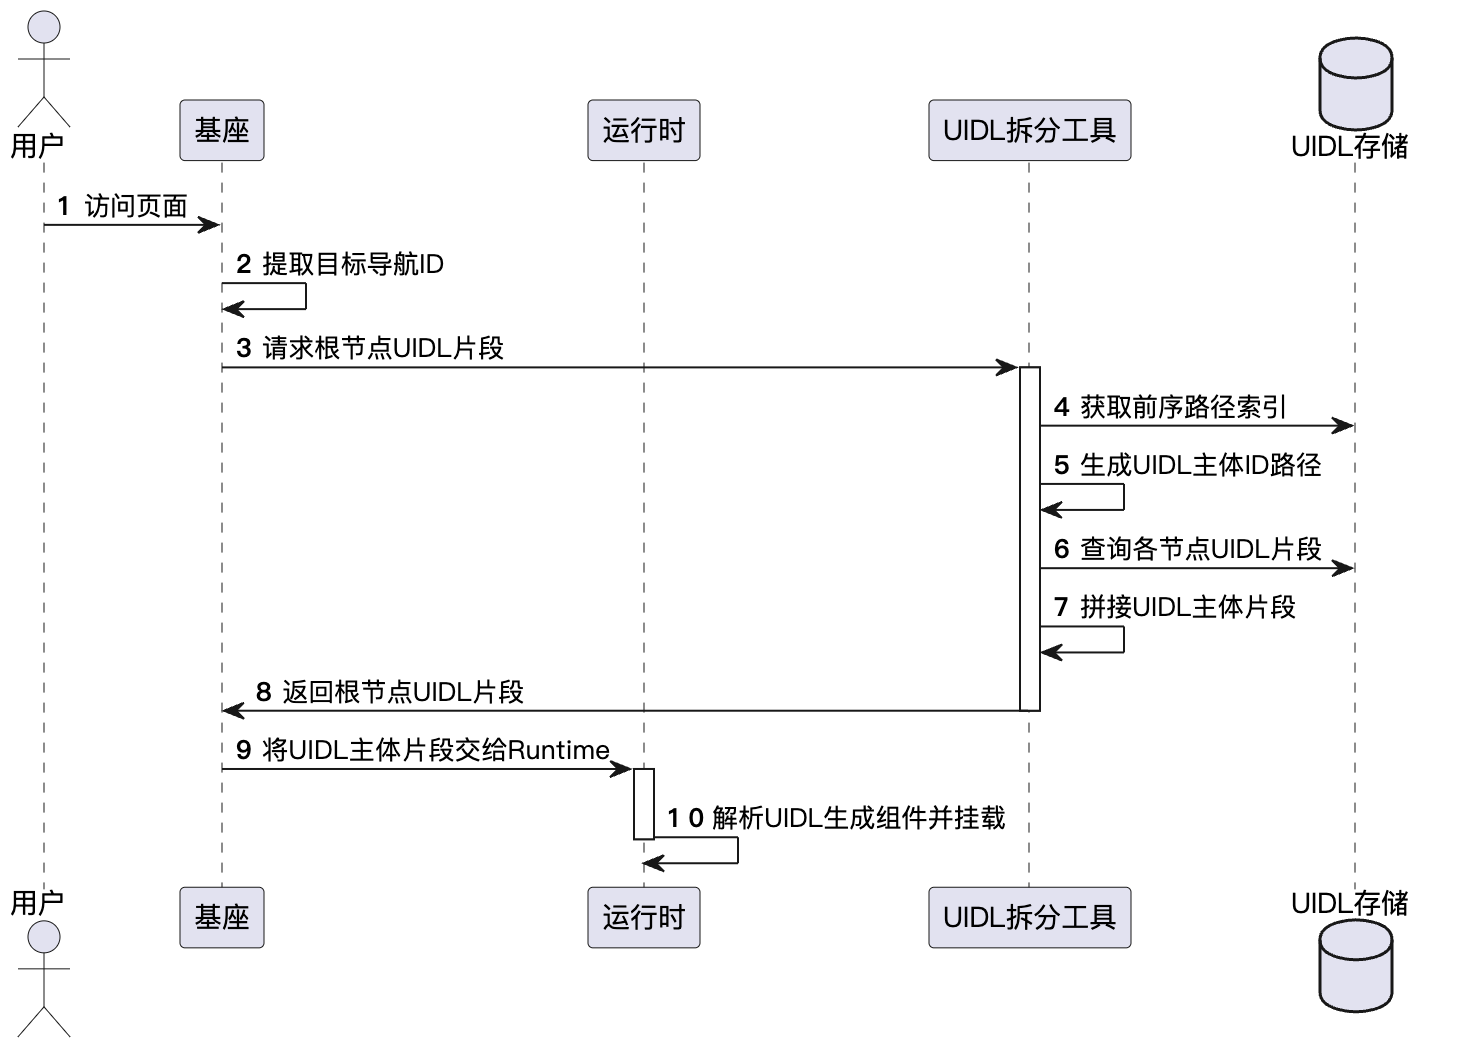 用户
基座
运行时
UIDL拆分工具
UIDL存储
1 访问页面
2 提取目标导航ID
3 请求根节点UIDL片段
4 获取前序路径索引
5 生成UIDL主体ID路径
6 查询各节点UIDL片段
7 拼接UIDL主体片段
8 返回根节点UIDL片段
9 将UIDL主体片段交给Runtime
10 解析UIDL生成组件并挂载
用户
基座
运行时
UIDL拆分工具
UIDL存储